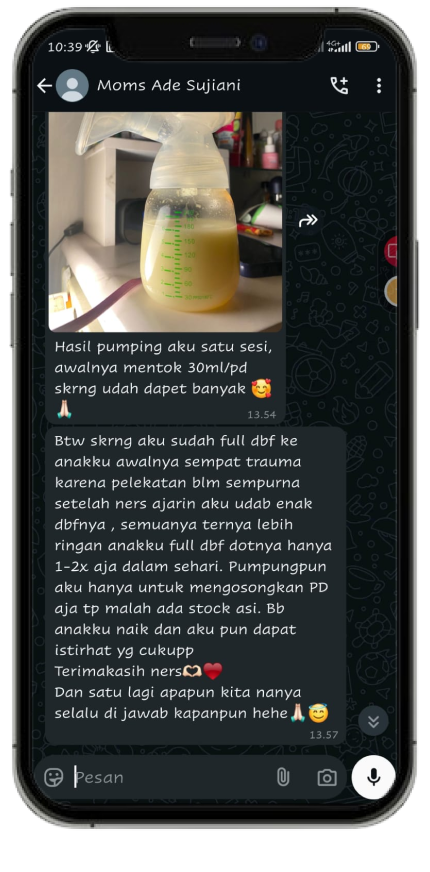 10:39
4G+
69
Moms Ade Sujiani
Hasil pumping aku satu sesi,
awalnya mentok 30ml/pd
skrng udah dapet banyak 🥰
🙏🏻
13.54
Btw skrng aku sudah full dbf ke
anakku awalnya sempat trauma
karena pelekatan blm sempurna
setelah ners ajarin aku udab enak
dbfnya , semuanya ternya lebih
ringan anakku full dbf dotnya hanya
1-2x aja dalam sehari. Pumpungpun
aku hanya untuk mengosongkan PD
aja tp malah ada stock asi. Bb
anakku naik dan aku pun dapat
istirhat yg cukupp
Terimakasih ners🫶🏻❤️
Dan satu lagi apapun kita nanya
selalu di jawab kapanpun hehe🙏🏻😇
13.57
Pesan